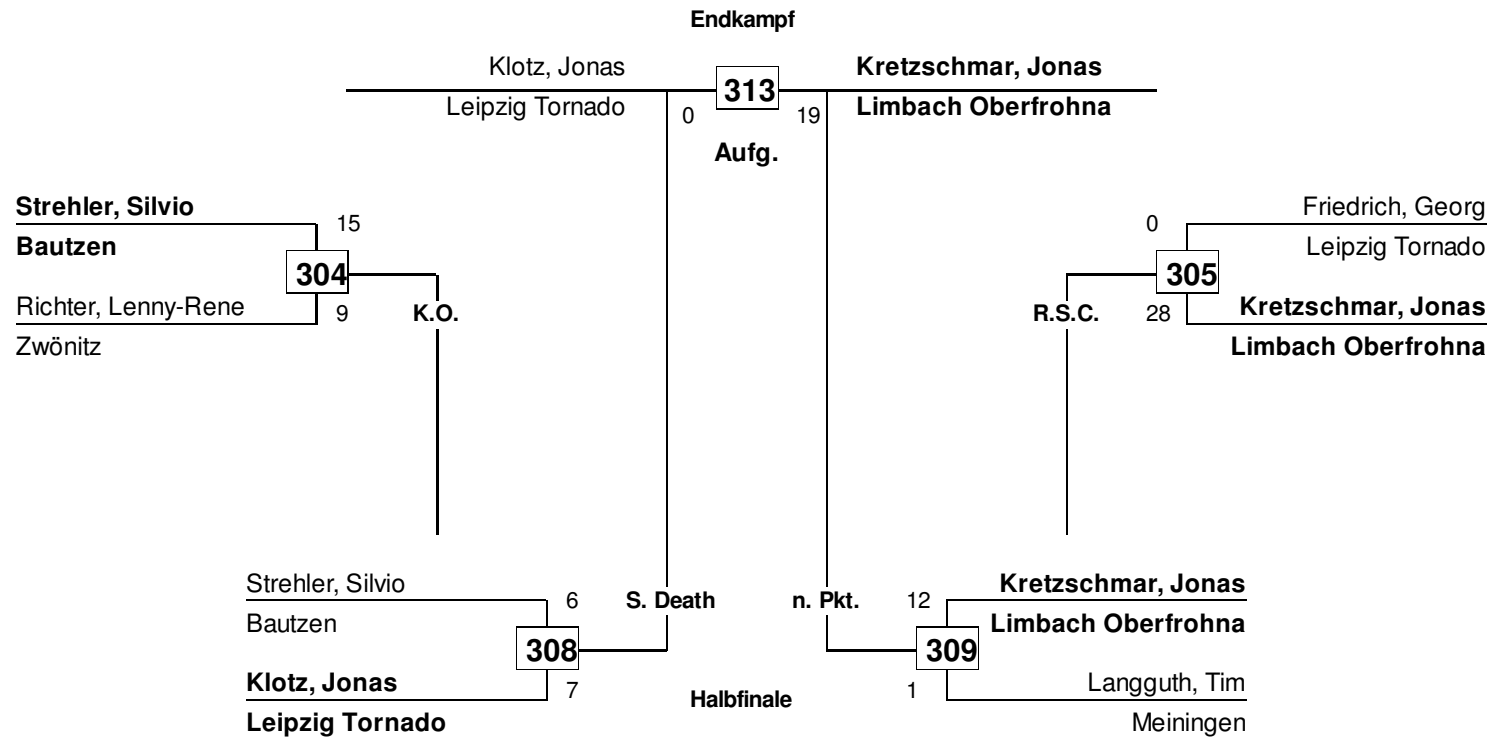 Endkampf
Klotz, Jonas
Leipzig Tornado
0
313
19
Aufg.
Kretzschmar, Jonas
Limbach Oberfrohna
Strehler, Silvio
Bautzen
15
304
Richter, Lenny-Rene
Zwönitz
9
K.O.
Friedrich, Georg
Leipzig Tornado
0
305
R.S.C.
28
Kretzschmar, Jonas
Limbach Oberfrohna
Strehler, Silvio
Bautzen
6
S. Death
308
Klotz, Jonas
Leipzig Tornado
7
Halbfinale
n. Pkt.
12
Kretzschmar, Jonas
Limbach Oberfrohna
309
1
Langguth, Tim
Meiningen